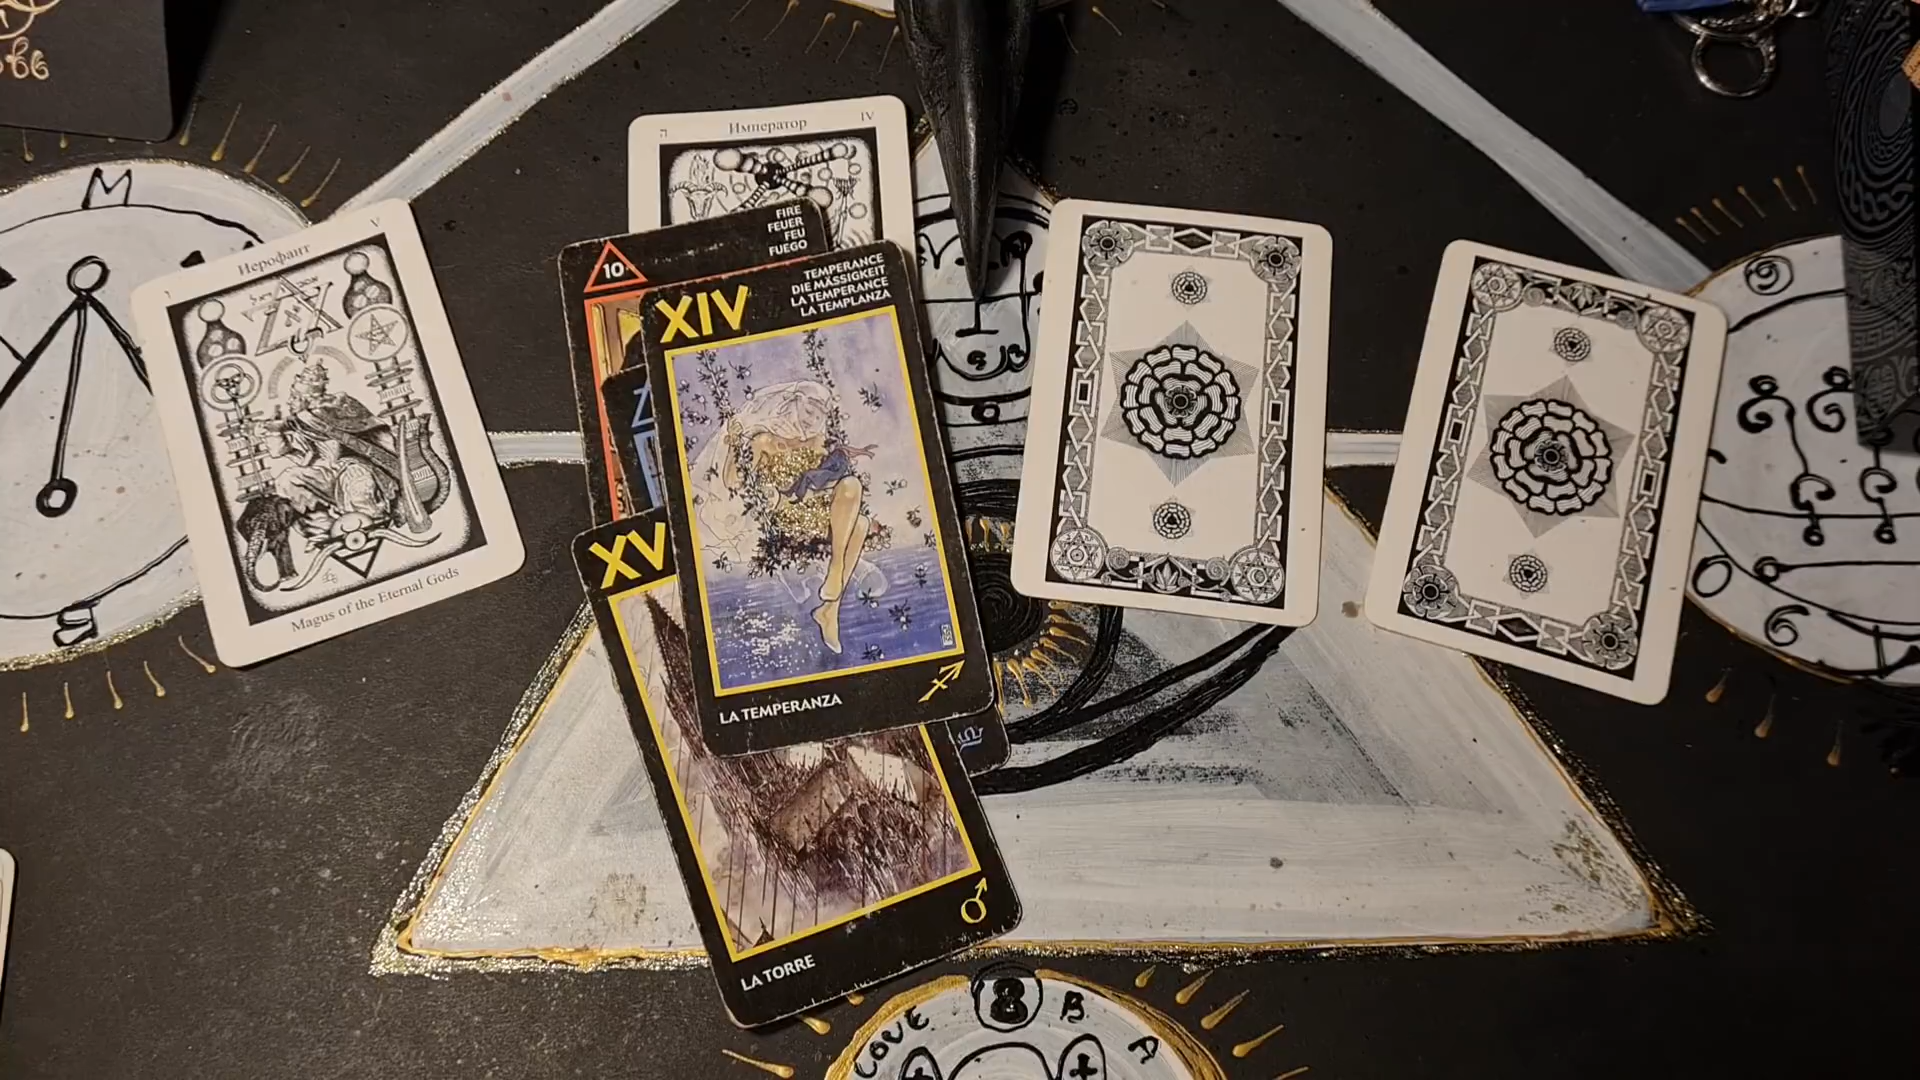 Император
IV
ה
FIRE
FEUER
FEU
FUEGO
10
Иерофант
V
ו
Magus of the Eternal Gods
XIV
TEMPERANCE
DIE MÄSSIGKEIT
LA TEMPERANCE
LA TEMPLANZA
LA TEMPERANZA
XV
LA TORRE
M
8
B
A